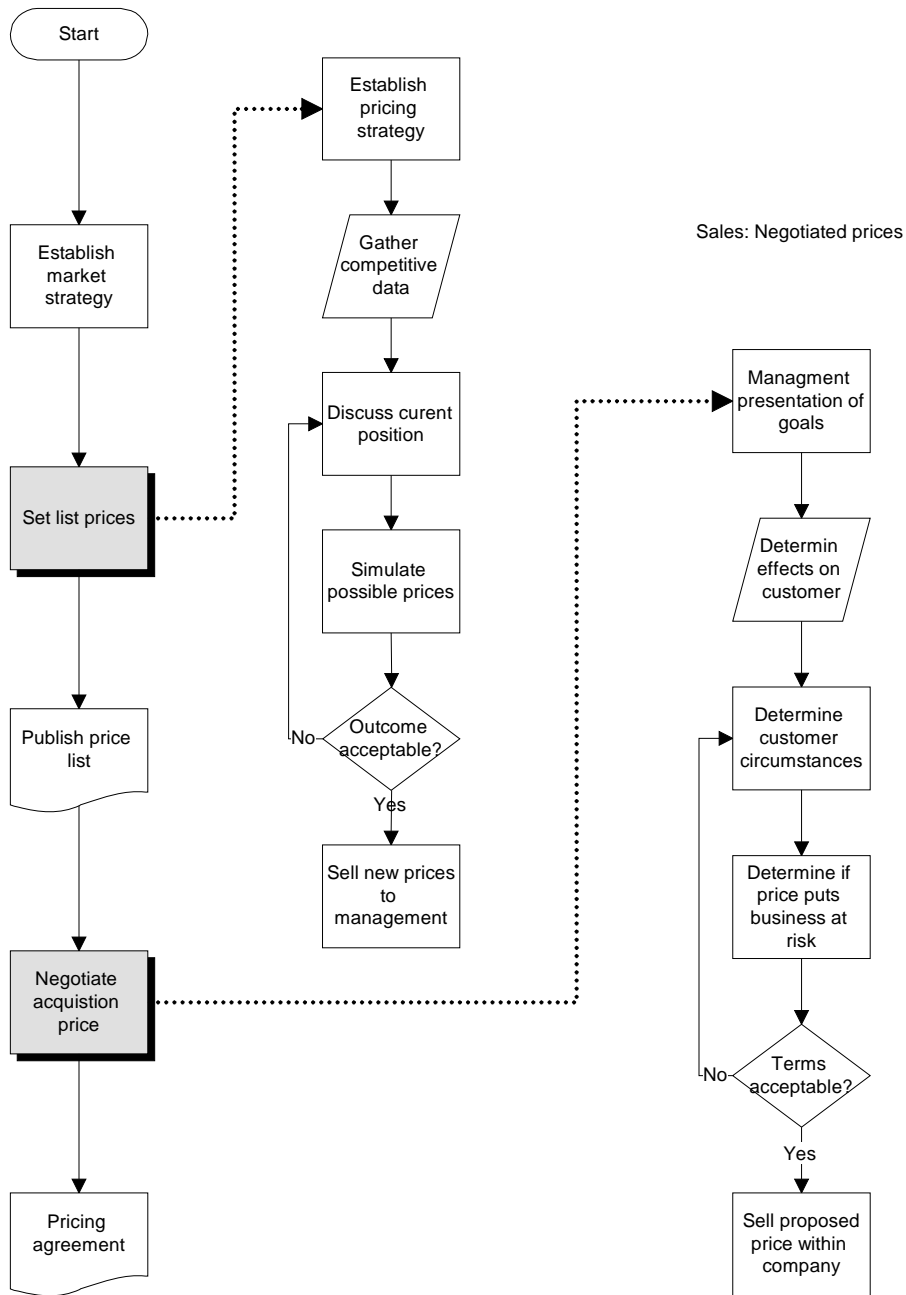 Start
Establish
market
strategy
Set list prices
Publish price
list
Negotiate
acquistion
price
Pricing
agreement
Establish
pricing
strategy
Gather
competitive
data
Discuss curent
position
Simulate
possible prices
Outcome
acceptable?
No
Yes
Sell new prices
to
management
Sales: Negotiated prices
Managment
presentation of
goals
Determin
effects on
customer
Determine
customer
circumstances
Determine if
price puts
business at
risk
Terms
acceptable?
No
Yes
Sell proposed
price within
company